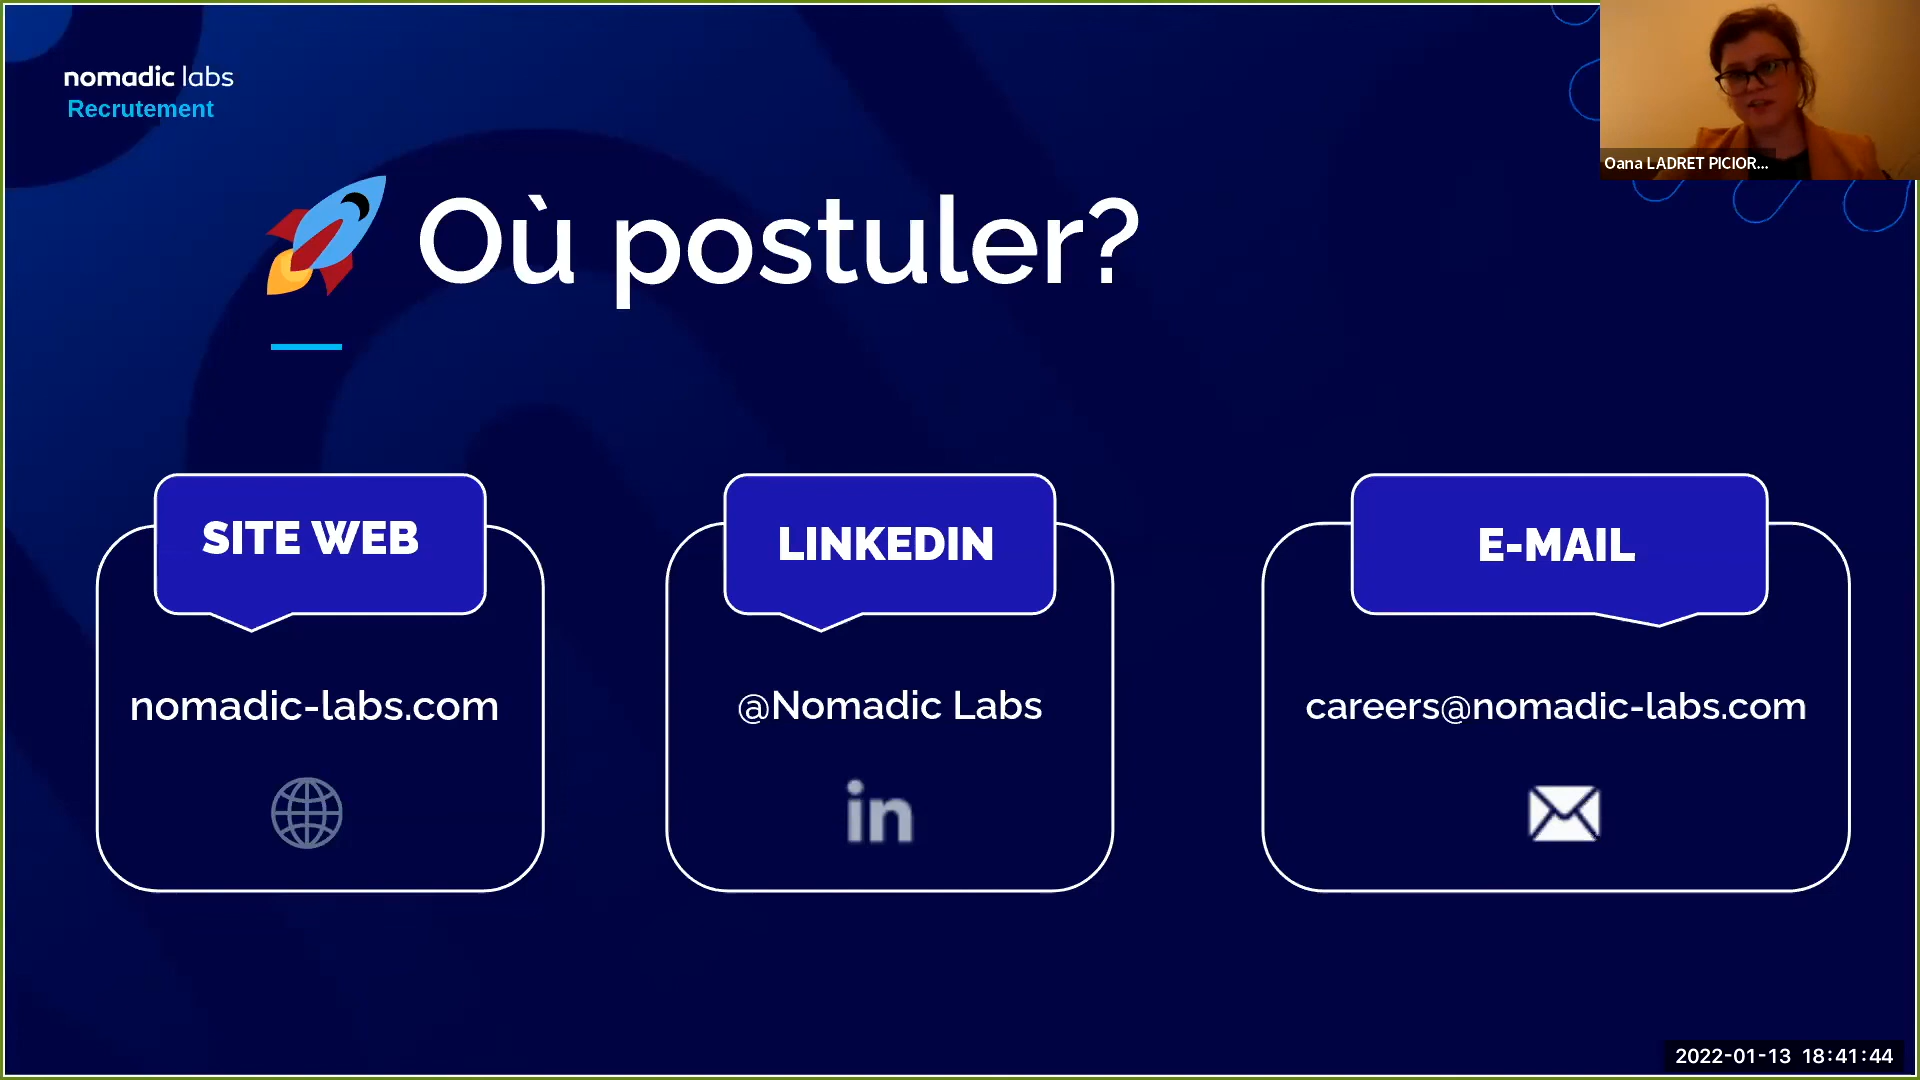 nomadic labs
Recrutement
Oana LADRET PICIOR...
Où postuler?
SITE WEB
LINKEDIN
E-MAIL
nomadic-labs.com
@Nomadic Labs
careers@nomadic-labs.com
in
2022-01-13 18:41:44